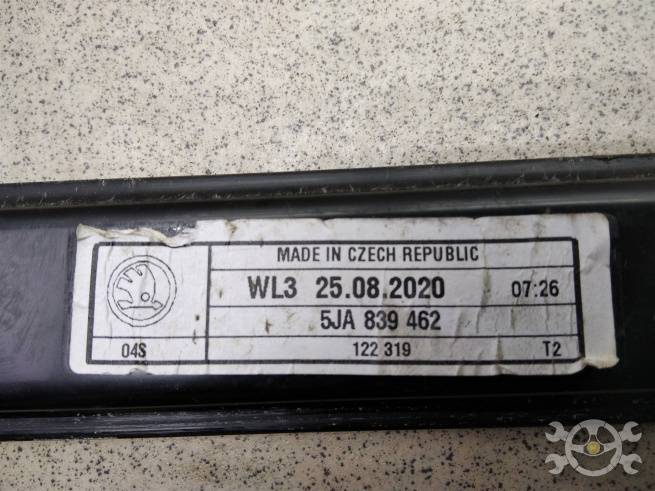 MADE IN CZECH REPUBLIC
WL3 25.08.2020 07:26
5JA 839 462
04S 122 319 T2